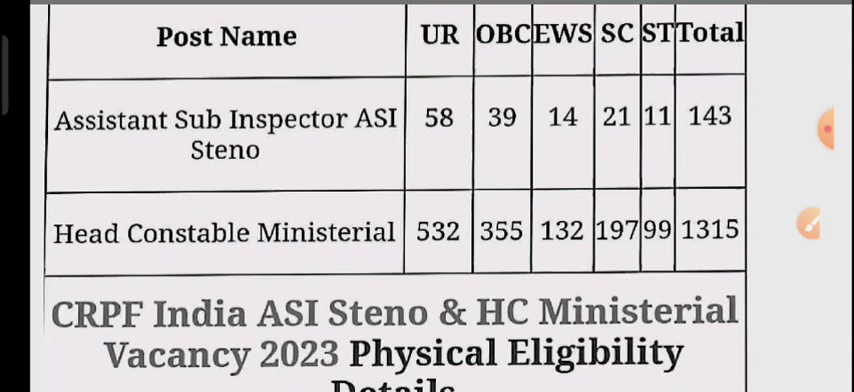 Post Name UR OBC EWS SC ST Total
Assistant Sub Inspector ASI 58 39 14 21 11 143
Steno
Head Constable Ministerial 532 355 132 197 99 1315
CRPF India ASI Steno & HC Ministerial
Vacancy 2023 Physical Eligibility
Details